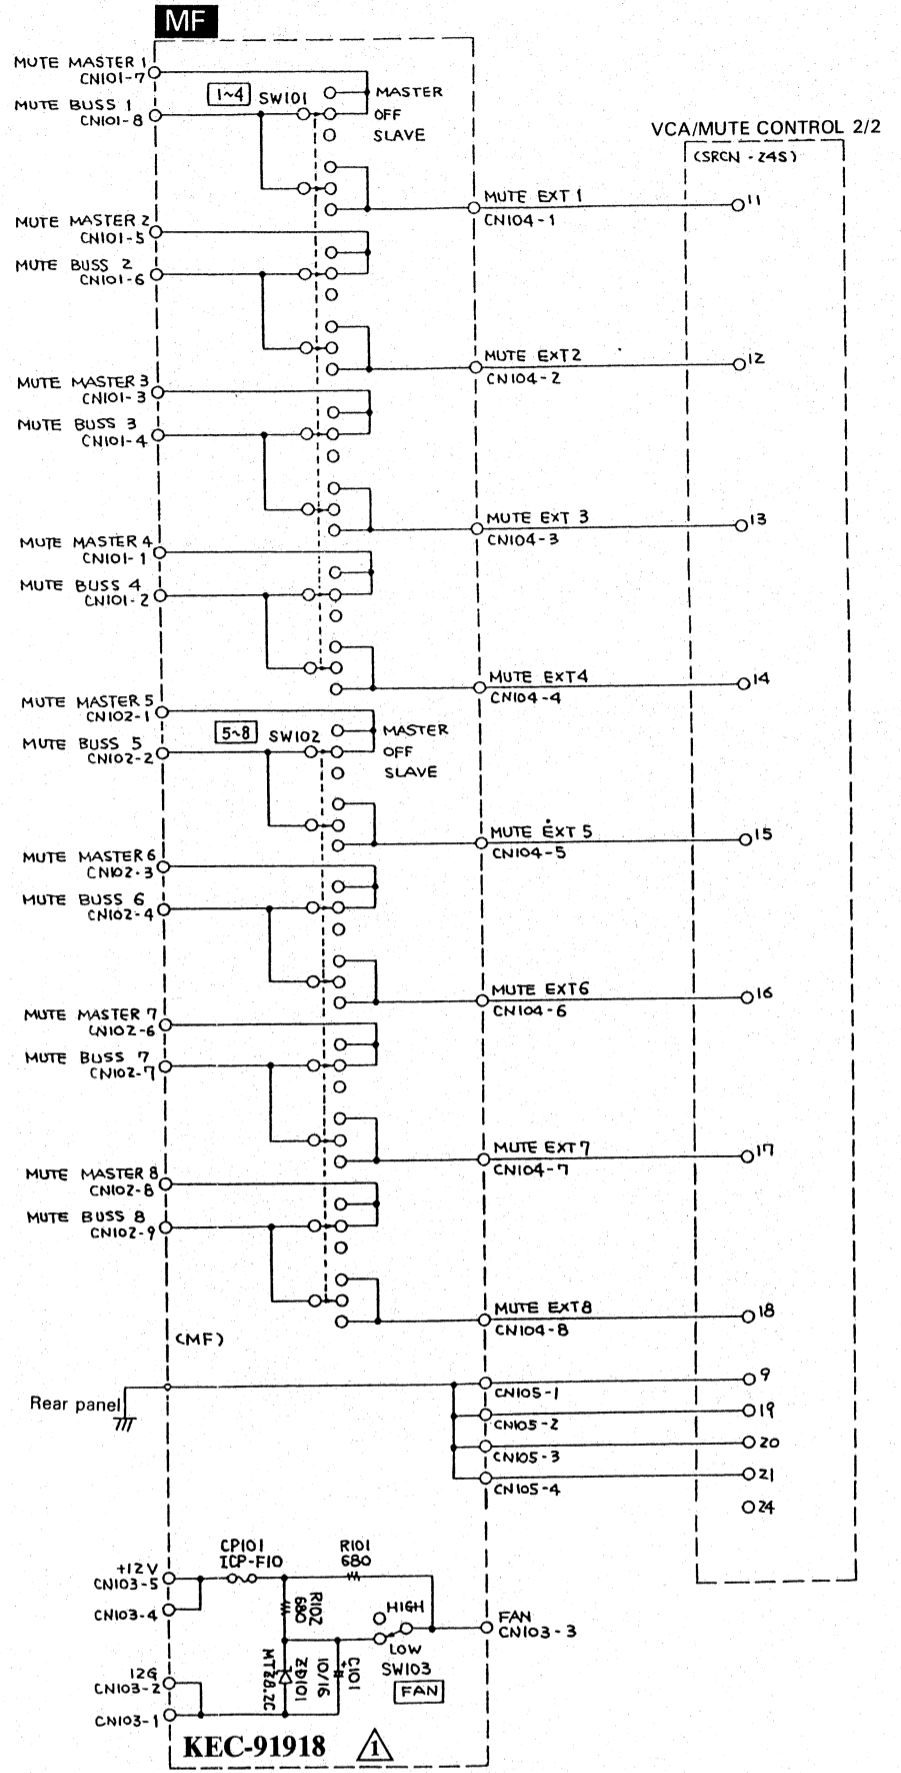 MF
MUTE MASTER 1
CN101-7
1~4
SW101
MASTER
MUTE BUSS 1
CN101-8
OFF
SLAVE
VCA/MUTE CONTROL 2/2
(SRCN-24S)
MUTE EXT 1
CN104-1
11
MUTE MASTER 2
CN101-5
MUTE BUSS 2
CN101-6
MUTE EXT2
CN104-2
12
MUTE MASTER 3
CN101-3
MUTE BUSS 3
CN101-4
MUTE EXT 3
CN104-3
13
MUTE MASTER 4
CN101-1
MUTE BUSS 4
CN101-2
MUTE EXT4
CN104-4
14
MUTE MASTER 5
CN102-1
5~8
SW102
MASTER
MUTE BUSS 5
CN102-2
OFF
SLAVE
MUTE EXT 5
CN104-5
15
MUTE MASTER 6
CN102-3
MUTE BUSS 6
CN102-4
MUTE EXT6
CN104-6
16
MUTE MASTER 7
CN102-6
MUTE BUSS 7
CN102-7
MUTE EXT7
CN104-7
17
MUTE MASTER 8
CN102-8
MUTE BUSS 8
CN102-9
MUTE EXT8
CN104-8
18
(MF)
Rear panel
CN105-1
9
CN105-2
19
CN105-3
20
CN105-4
21
24
CP101
ICP-F10
R101
680
+12V
CN103-5
CN103-4
R102
680
HIGH
LOW
SW103
FAN
FAN
CN103-3
12G
CN103-2
CN103-1
ZD101
MTZ8.2C
C101
+
10/16
KEC-91918
1